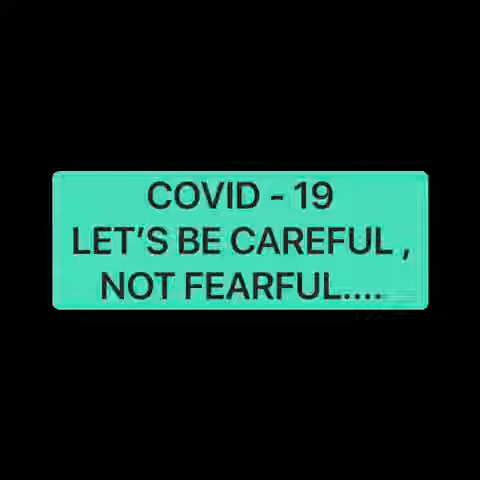 COVID - 19
LET’S BE CAREFUL ,
NOT FEARFUL....